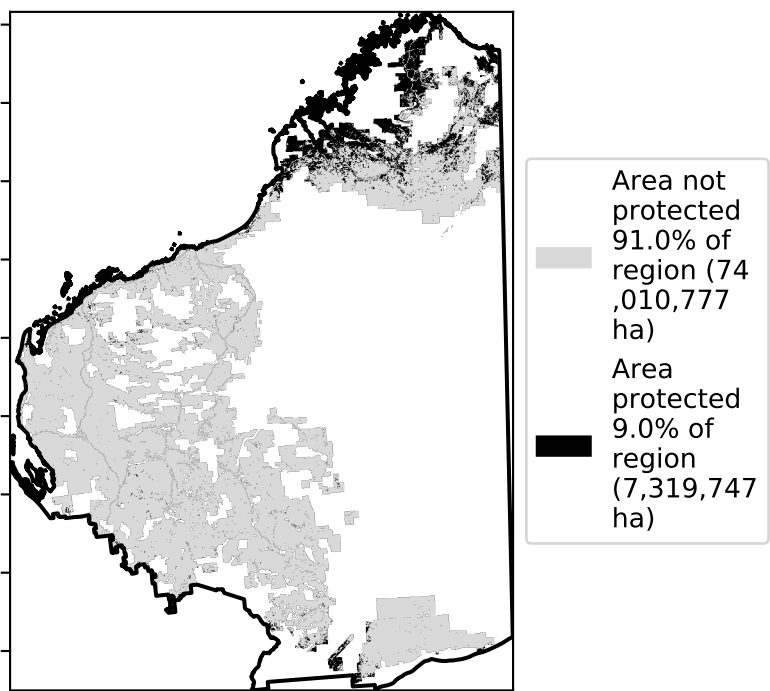 Area not
protected
91.0% of
region (74
,010,777
ha)
Area
protected
9.0% of
region
(7,319,747
ha)